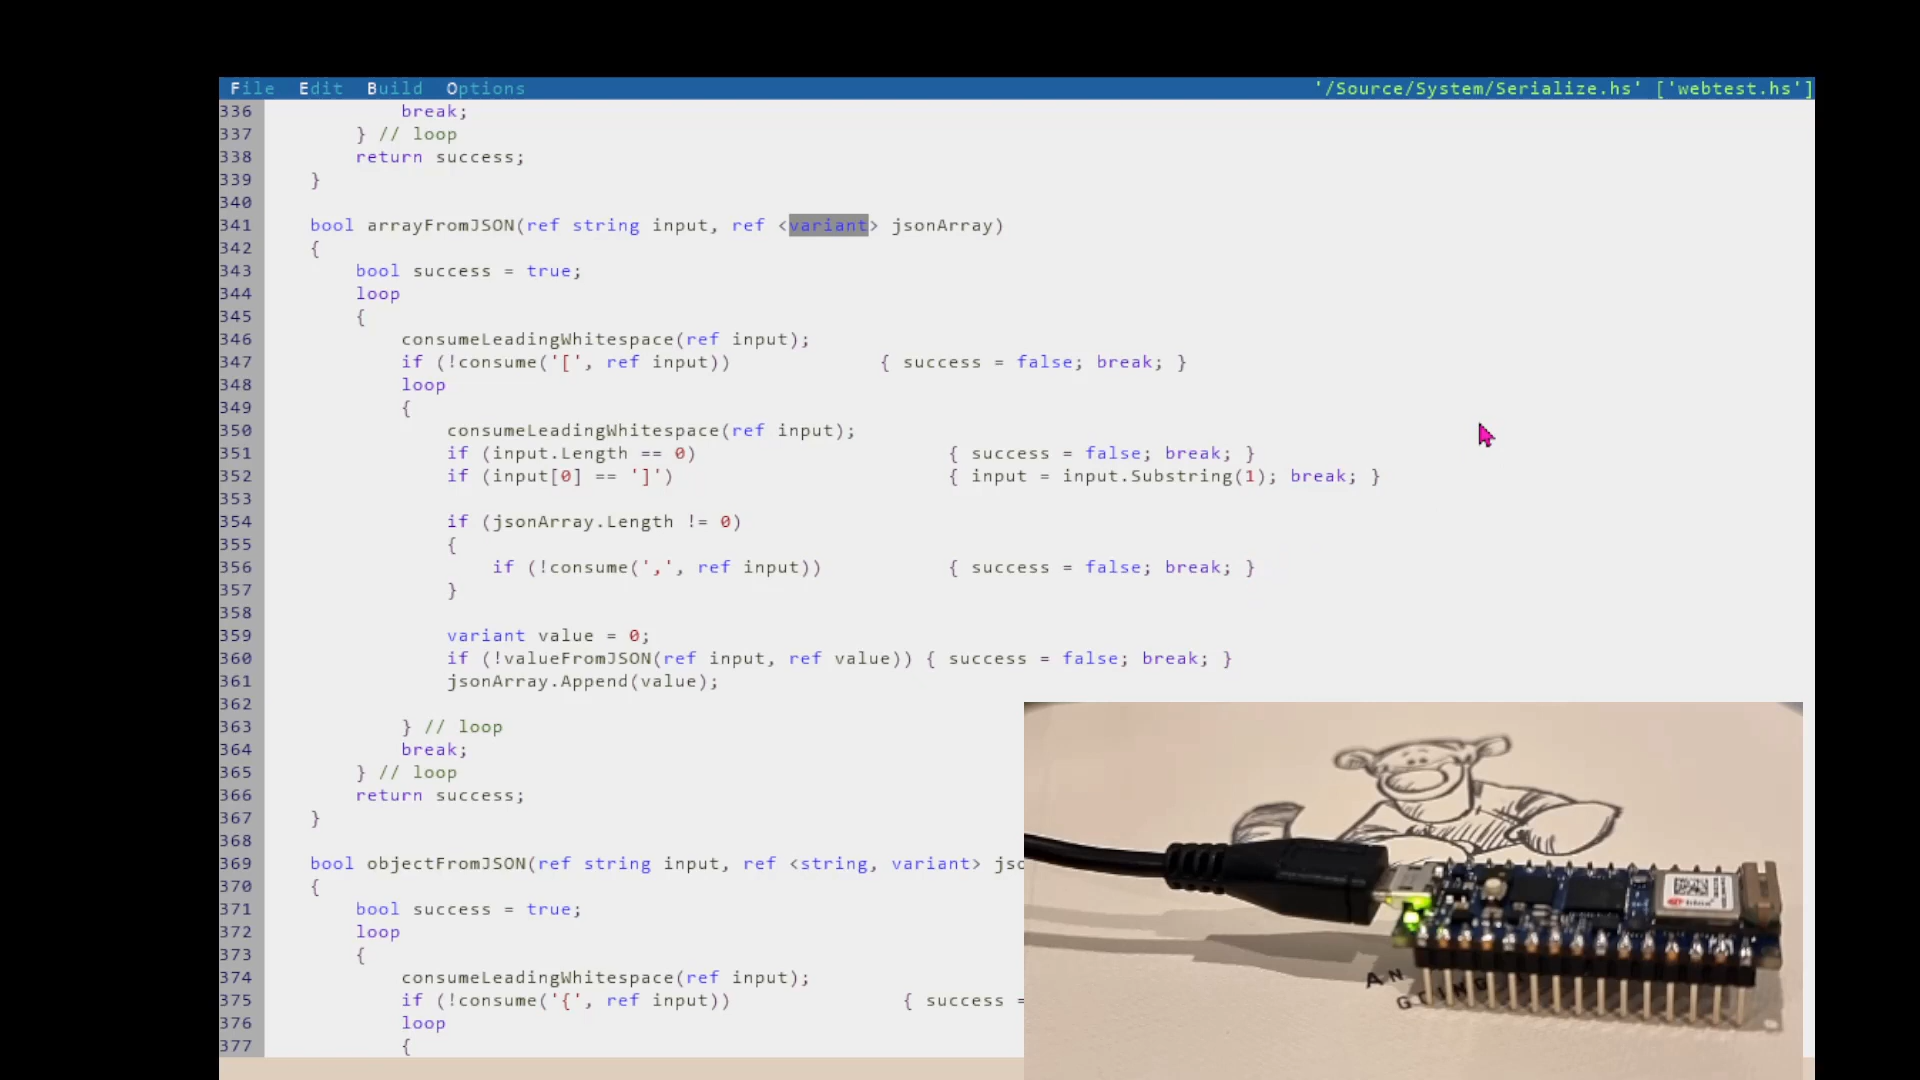 File Edit Build Options '/Source/System/Serialize.hs' ['webtest.hs']
336 break;
337 } // loop
338 return success;
339 }
340
341 bool arrayFromJSON(ref string input, ref <variant> jsonArray)
342 {
343 bool success = true;
344 loop
345 {
346 consumeLeadingWhitespace(ref input);
347 if (!consume('[', ref input)) { success = false; break; }
348 loop
349 {
350 consumeLeadingWhitespace(ref input);
351 if (input.Length == 0) { success = false; break; }
352 if (input[0] == ']') { input = input.Substring(1); break; }
353
354 if (jsonArray.Length != 0)
355 {
356 if (!consume(',', ref input)) { success = false; break; }
357 }
358
359 variant value = 0;
360 if (!valueFromJSON(ref input, ref value)) { success = false; break; }
361 jsonArray.Append(value);
362
363 } // loop
364 break;
365 } // loop
366 return success;
367 }
368
369 bool objectFromJSON(ref string input, ref <string, variant> jso
370 {
371 bool success = true;
372 loop
373 {
374 consumeLeadingWhitespace(ref input);
375 if (!consume('{', ref input)) { success =
376 loop
377 {
AN